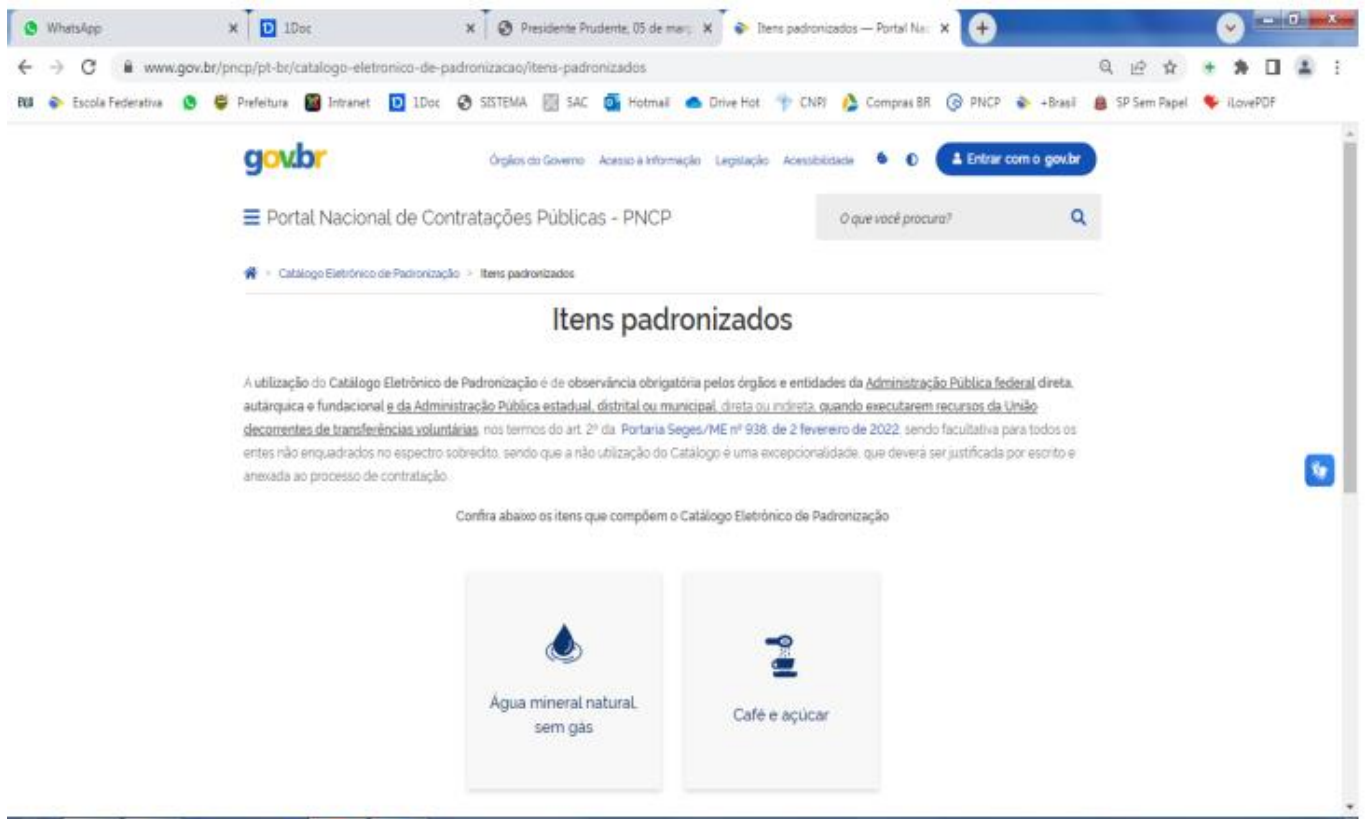 WhatsApp
1Doc
Presidente Prudente, 05 de març
Itens padronizados — Portal Nac
www.gov.br/pncp/pt-br/catalogo-eletronico-de-padronizacao/itens-padronizados
Escola Federativa Prefeitura Intranet 1Doc SISTEMA SAC Hotmail Drive Hot CNPJ Compras BR PNCP +Brasil SP Sem Papel iLovePDF
gov.br
Órgãos do Governo Acesso à Informação Legislação Acessibilidade Entrar com o gov.br
Portal Nacional de Contratações Públicas - PNCP O que você procura?
> Catálogo Eletrônico de Padronização > Itens padronizados
Itens padronizados
A utilização do Catálogo Eletrônico de Padronização é de observância obrigatória pelos órgãos e entidades da Administração Pública federal direta,
autárquica e fundacional e da Administração Pública estadual, distrital ou municipal, direta ou indireta, quando executarem recursos da União
decorrentes de transferências voluntárias, nos termos do art. 2º da Portaria Seges/ME nº 938, de 2 fevereiro de 2022, sendo facultativa para todos os
entes não enquadrados no espectro sobredito, sendo que a não utilização do Catálogo é uma excepcionalidade, que deverá ser justificada por escrito e
anexada ao processo de contratação.
Confira abaixo os itens que compõem o Catálogo Eletrônico de Padronização
Água mineral natural,
sem gás
Café e açúcar